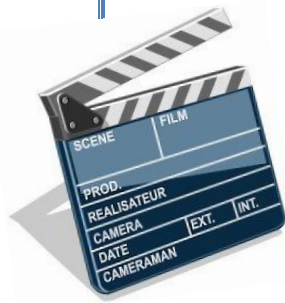 SCENE FILM
PROD.
REALISATEUR
CAMERA EXT. INT.
DATE
CAMERAMAN